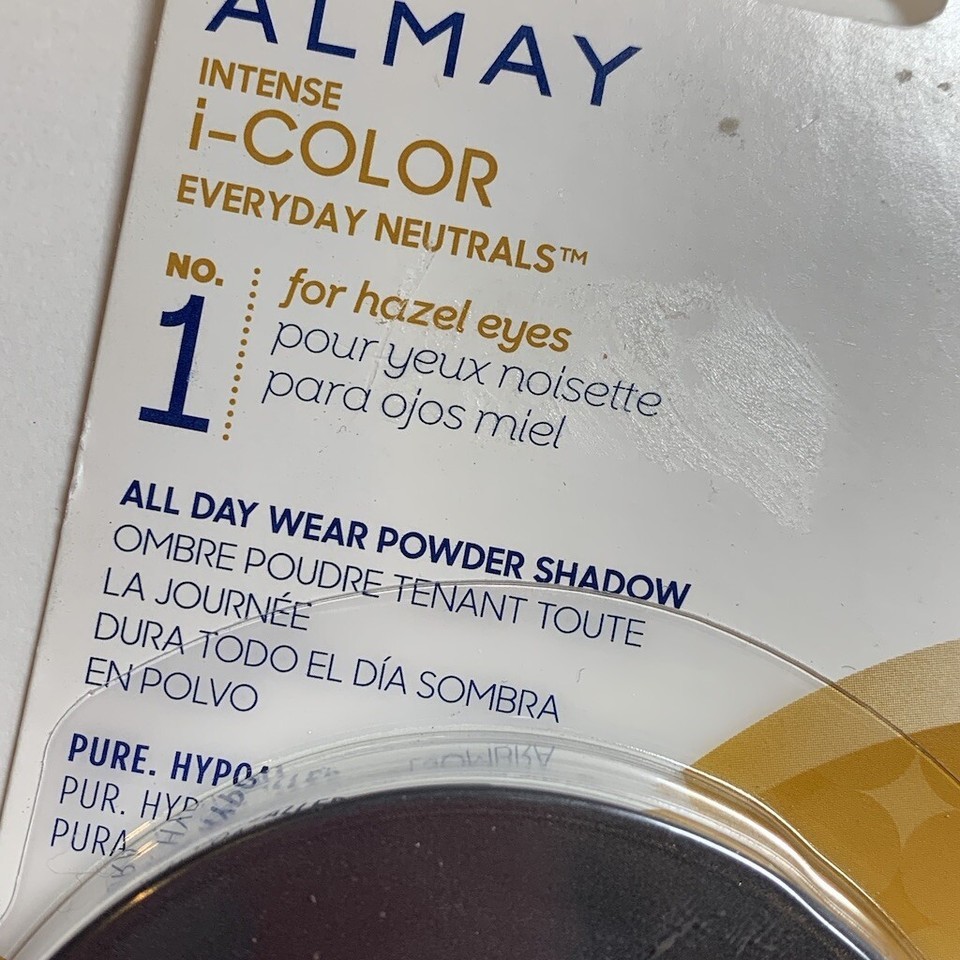 ALMAY
INTENSE
i-COLOR
EVERYDAY NEUTRALS™
NO.
1
for hazel eyes
pour yeux noisette
para ojos miel
ALL DAY WEAR POWDER SHADOW
OMBRE POUDRE TENANT TOUTE
LA JOURNÉE
DURA TODO EL DÍA SOMBRA
EN POLVO
PURE.
PUR.
PURA